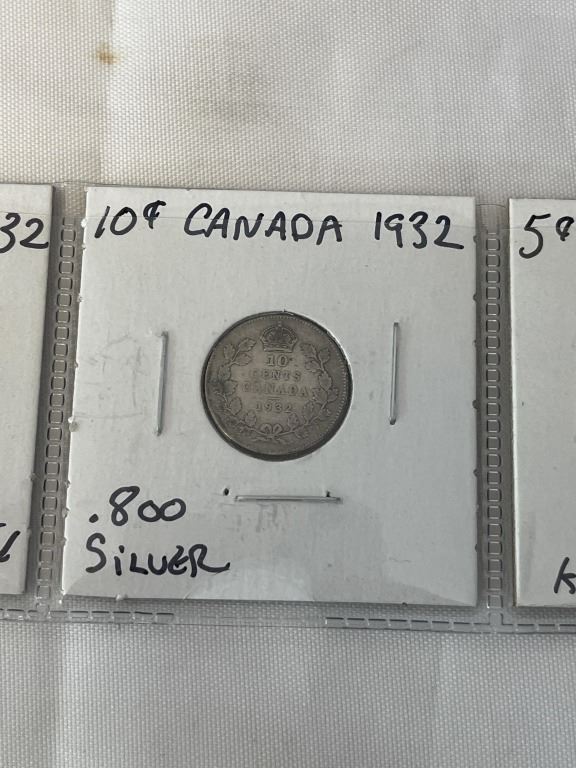 32
10¢ CANADA 1932
5¢
10
CENTS
CANADA
1932
.800
SILVER
K